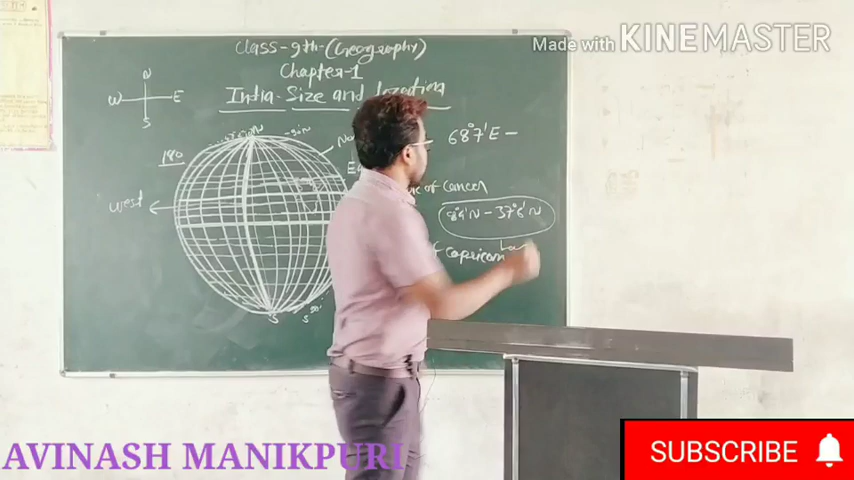 Made with KINEMASTER
Class-9th-(Geography)
Chapter-1
India-Size and Location
N
W E
S
180
68°7'E -
West
of Cancer
8°4'N - 37°6'N
f Capricorn
S
AVINASH MANIKPURI
SUBSCRIBE